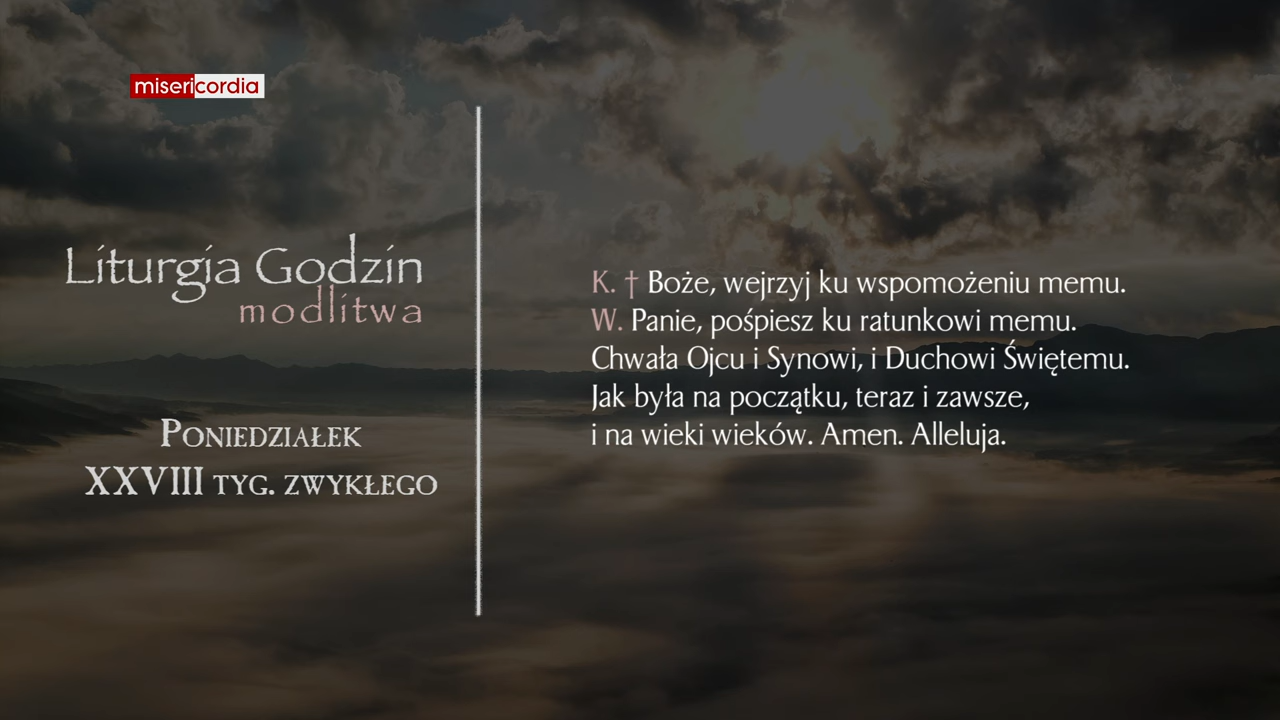 misericordia
Liturgia Godzin
modlitwa
Poniedziałek
XXVIII tyg. zwykłego
K. † Boże, wejrzyj ku wspomożeniu memu.
W. Panie, pośpiesz ku ratunkowi memu.
Chwała Ojcu i Synowi, i Duchowi Świętemu.
Jak była na początku, teraz i zawsze,
i na wieki wieków. Amen. Alleluja.